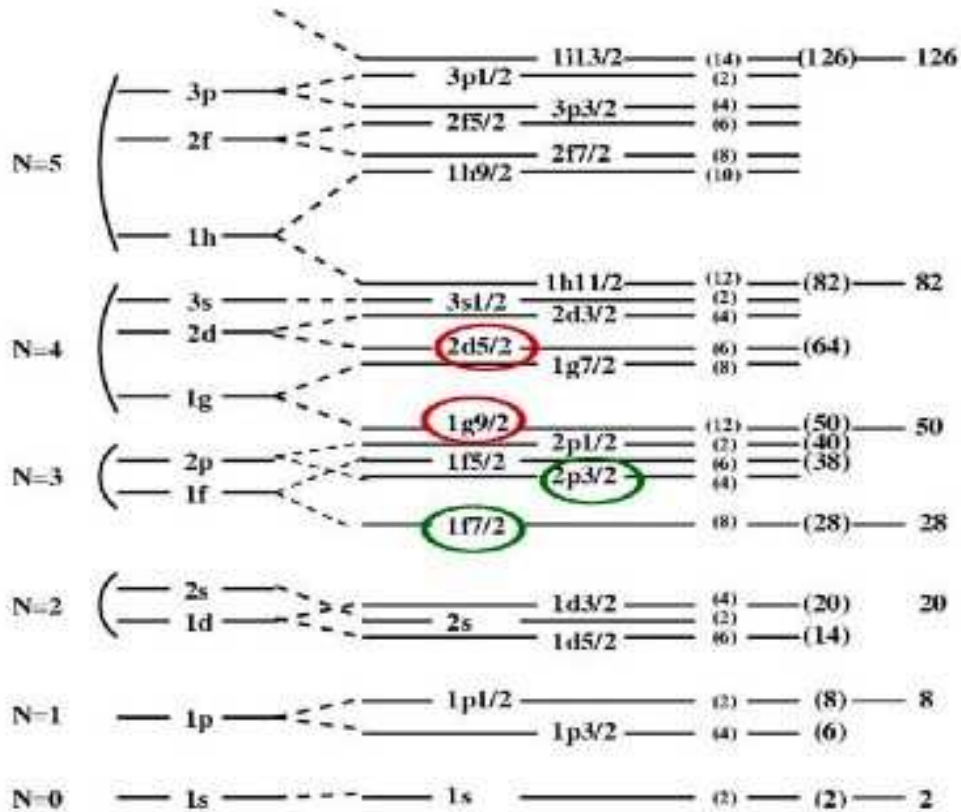 1i13/2 (14) (126) 126
3p1/2 (2)
3p
3p3/2 (4)
2f5/2 (6)
2f
2f7/2 (8)
N=5
1h9/2 (10)
1h
1h11/2 (12) (82) 82
3s 3s1/2 (2)
2d3/2 (4)
2d
N=4
2d5/2 (6) (64)
1g7/2 (8)
1g
1g9/2 (12) (50) 50
2p1/2 (2) (40)
2p 1f5/2 (6) (38)
N=3
2p3/2 (4)
1f
1f7/2 (8) (28) 28
2s
N=2
1d3/2 (4) (20) 20
1d 2s (2)
1d5/2 (6) (14)
1p1/2 (2) (8) 8
N=1 1p
1p3/2 (4) (6)
N=0 1s 1s (2) (2) 2